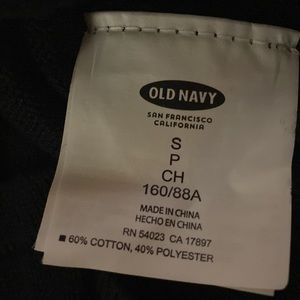 OLD NAVY
SAN FRANCISCO
CALIFORNIA
S
P
CH
160/88A
MADE IN CHINA
HECHO EN CHINA
RN 54023 CA 17897
60% COTTON, 40% POLYESTER